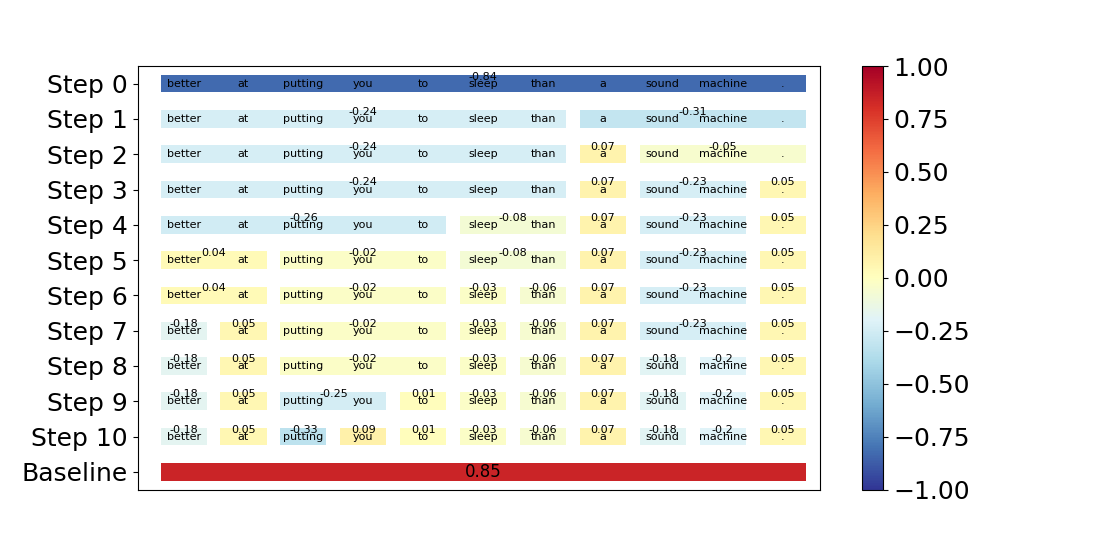 -0.84
Step 0 better at putting you to sleep than a sound machine . 1.00
-0.24 -0.31
Step 1 better at putting you to sleep than a sound machine . 0.75
-0.24 0.07 -0.05
Step 2 better at putting you to sleep than a sound machine .
-0.24 0.07 -0.23 0.05
Step 3 better at putting you to sleep than a sound machine . 0.50
-0.26 -0.08 0.07 -0.23 0.05
Step 4 better at putting you to sleep than a sound machine . 0.25
0.04 -0.02 -0.08 0.07 -0.23 0.05
Step 5 better at putting you to sleep than a sound machine . 0.00
0.04 -0.02 -0.03 -0.06 0.07 -0.23 0.05
Step 6 better at putting you to sleep than a sound machine .
-0.18 0.05 -0.02 -0.03 -0.06 0.07 -0.23 0.05
Step 7 better at putting you to sleep than a sound machine . −0.25
-0.18 0.05 -0.02 -0.03 -0.06 0.07 -0.18 -0.2 0.05
Step 8 better at putting you to sleep than a sound machine . −0.50
-0.18 0.05 -0.25 0.01 -0.03 -0.06 0.07 -0.18 -0.2 0.05
Step 9 better at putting you to sleep than a sound machine .
-0.18 0.05 -0.33 0.09 0.01 -0.03 -0.06 0.07 -0.18 -0.2 0.05
Step 10 better at putting you to sleep than a sound machine . −0.75
Baseline 0.85 −1.00